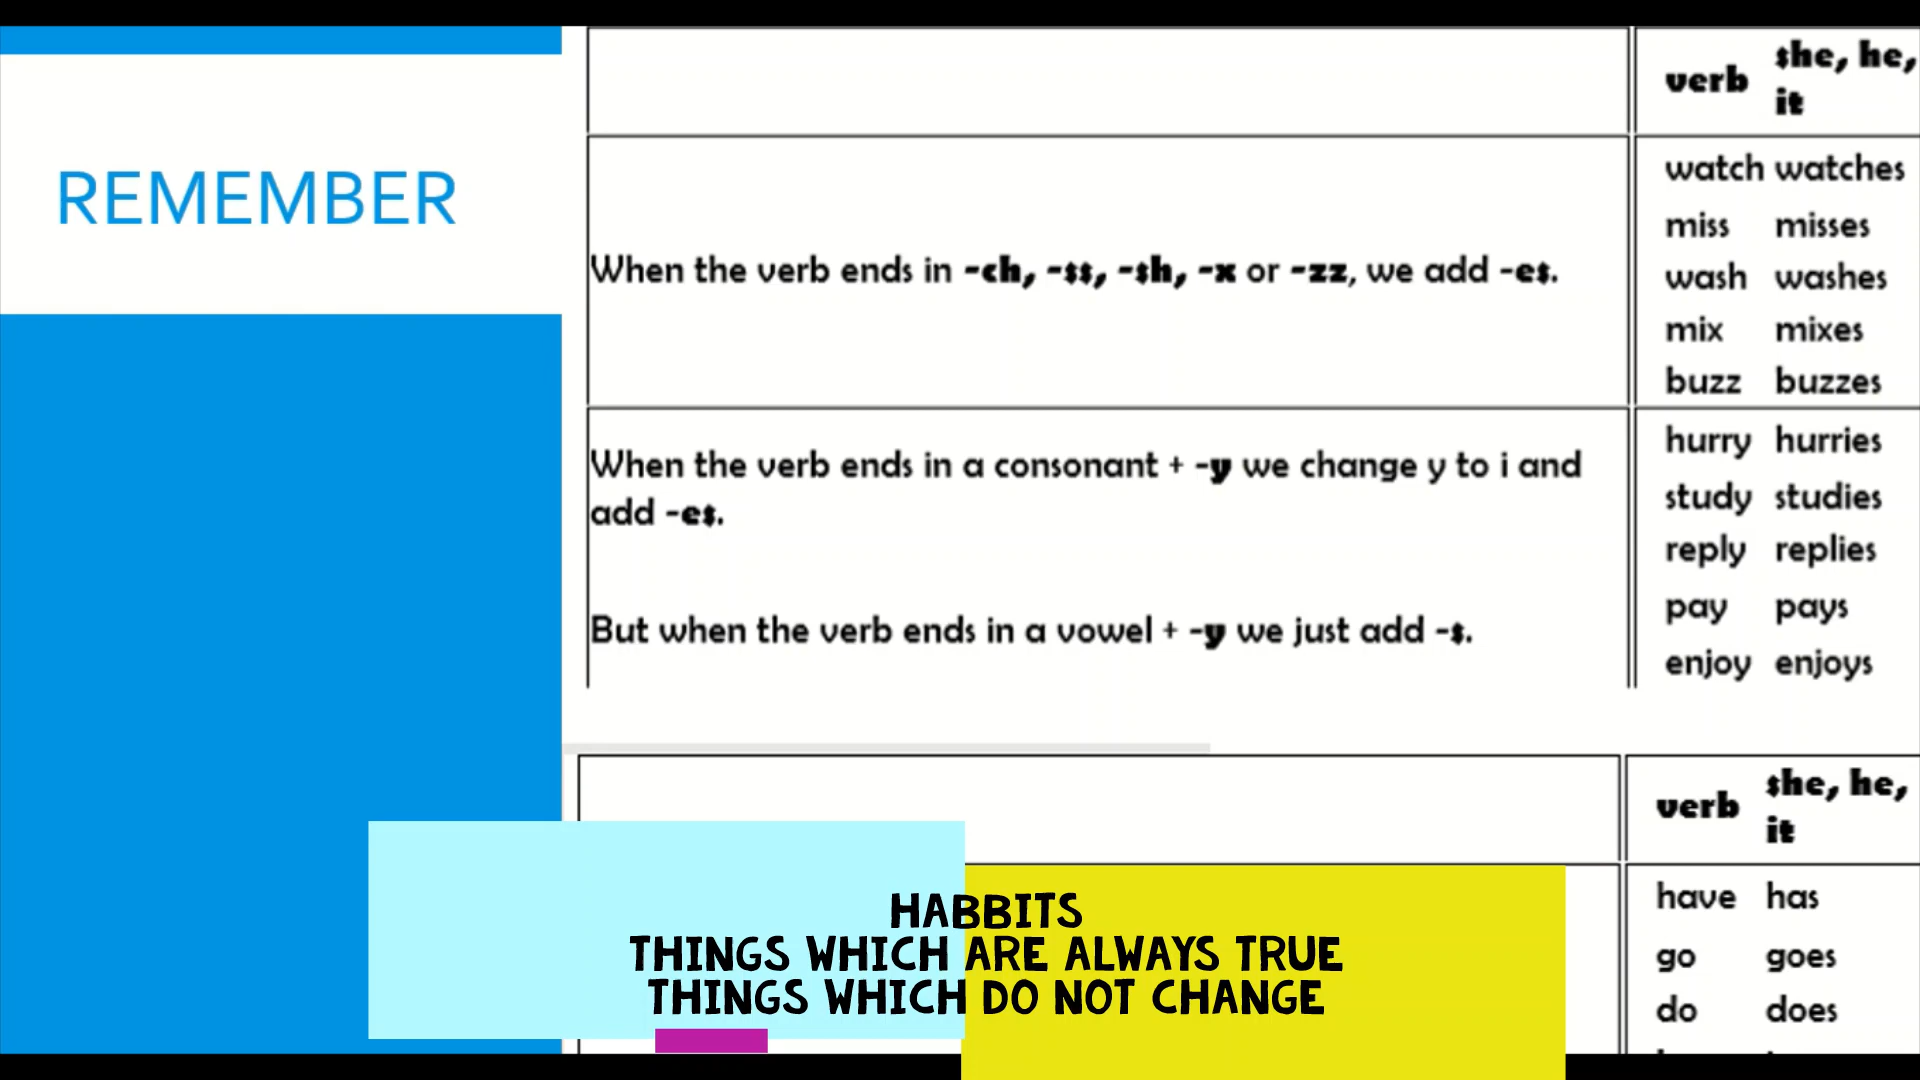 REMEMBER
verb she, he,
it
When the verb ends in -ch, -ss, -sh, -x or -zz, we add -es.
watch watches
miss misses
wash washes
mix mixes
buzz buzzes
When the verb ends in a consonant + -y we change y to i and
add -es.
But when the verb ends in a vowel + -y we just add -s.
hurry hurries
study studies
reply replies
pay pays
enjoy enjoys
verb she, he,
it
have has
go goes
do does
HABBITS
THINGS WHICH ARE ALWAYS TRUE
THINGS WHICH DO NOT CHANGE